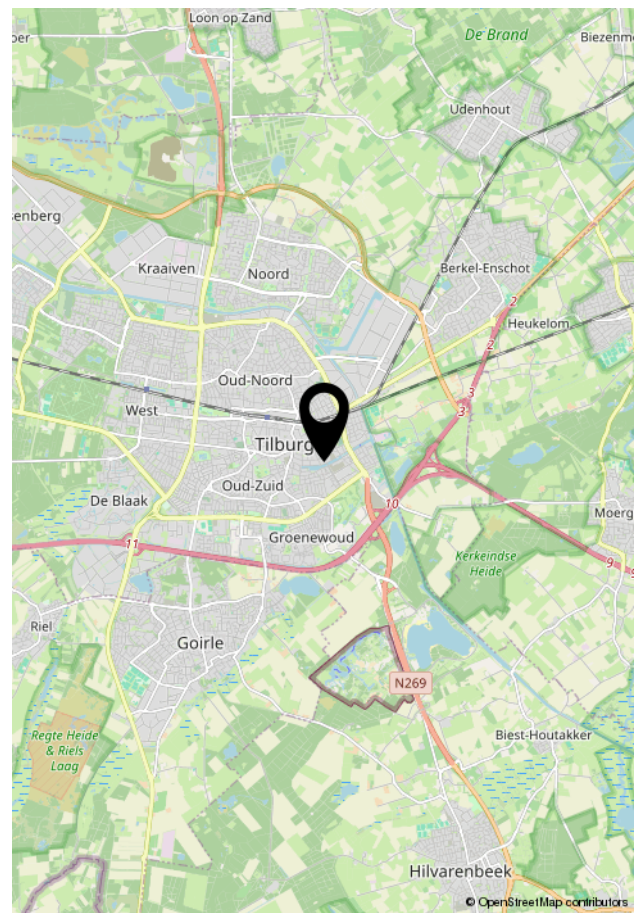 Loon op Zand
De Brand
Biezenm
Udenhout
senberg
Kraaiven
Noord
Berkel-Enschot
2
Heukelom
2
Oud-Noord
3
West
3
Tilburg
De Blaak
Oud-Zuid
10
Moerg
Groenewoud
11
Kerkeindse
Heide
9
Riel
Goirle
N269
Regte Heide
& Riels
Laag
Biest-Houtakker
Hilvarenbeek
© OpenStreetMap contributors